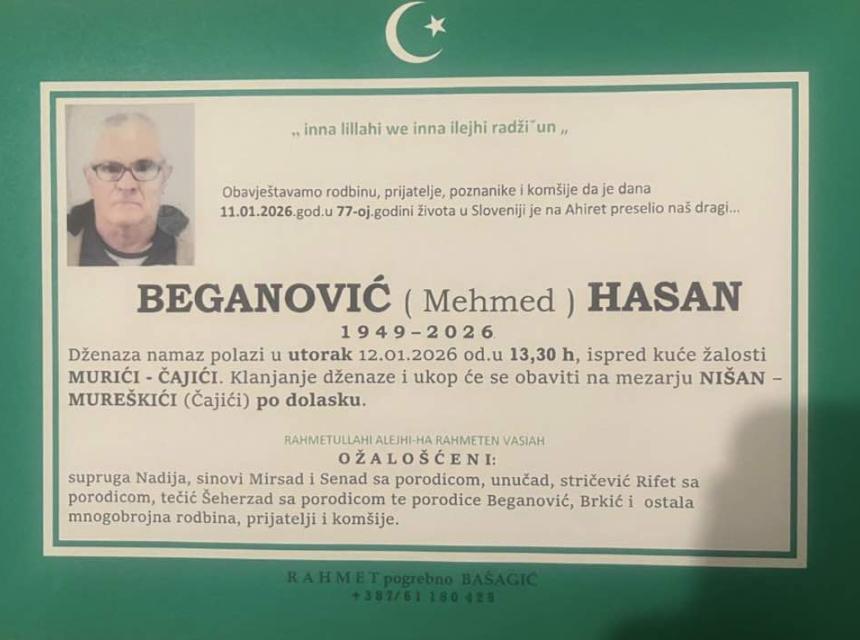 „ inna lillahi we inna ilejhi radži˝un „
Obavještavamo rodbinu, prijatelje, poznanike i komšije da je dana
11.01.2026.god.u 77-oj.godini života u Sloveniji je na Ahiret preselio naš dragi...
BEGANOVIĆ ( Mehmed ) HASAN
1949-2026
Dženaza namaz polazi u utorak 12.01.2026 od.u 13,30 h, ispred kuće žalosti
MURIĆI - ČAJIĆI. Klanjanje dženaze i ukop će se obaviti na mezarju NIŠAN –
MUREŠKIĆI (Čajići) po dolasku.
RAHMETULLAHI ALEJHI-HA RAHMETEN VASIAH
OŽALOŠĆENI:
supruga Nadija, sinovi Mirsad i Senad sa porodicom, unučad, stričević Rifet sa
porodicom, tečić Šeherzad sa porodicom te porodice Beganović, Brkić i ostala
mnogobrojna rodbina, prijatelji i komšije.
RAHMET pogrebno BAŠAGIĆ
+387/61 180 428